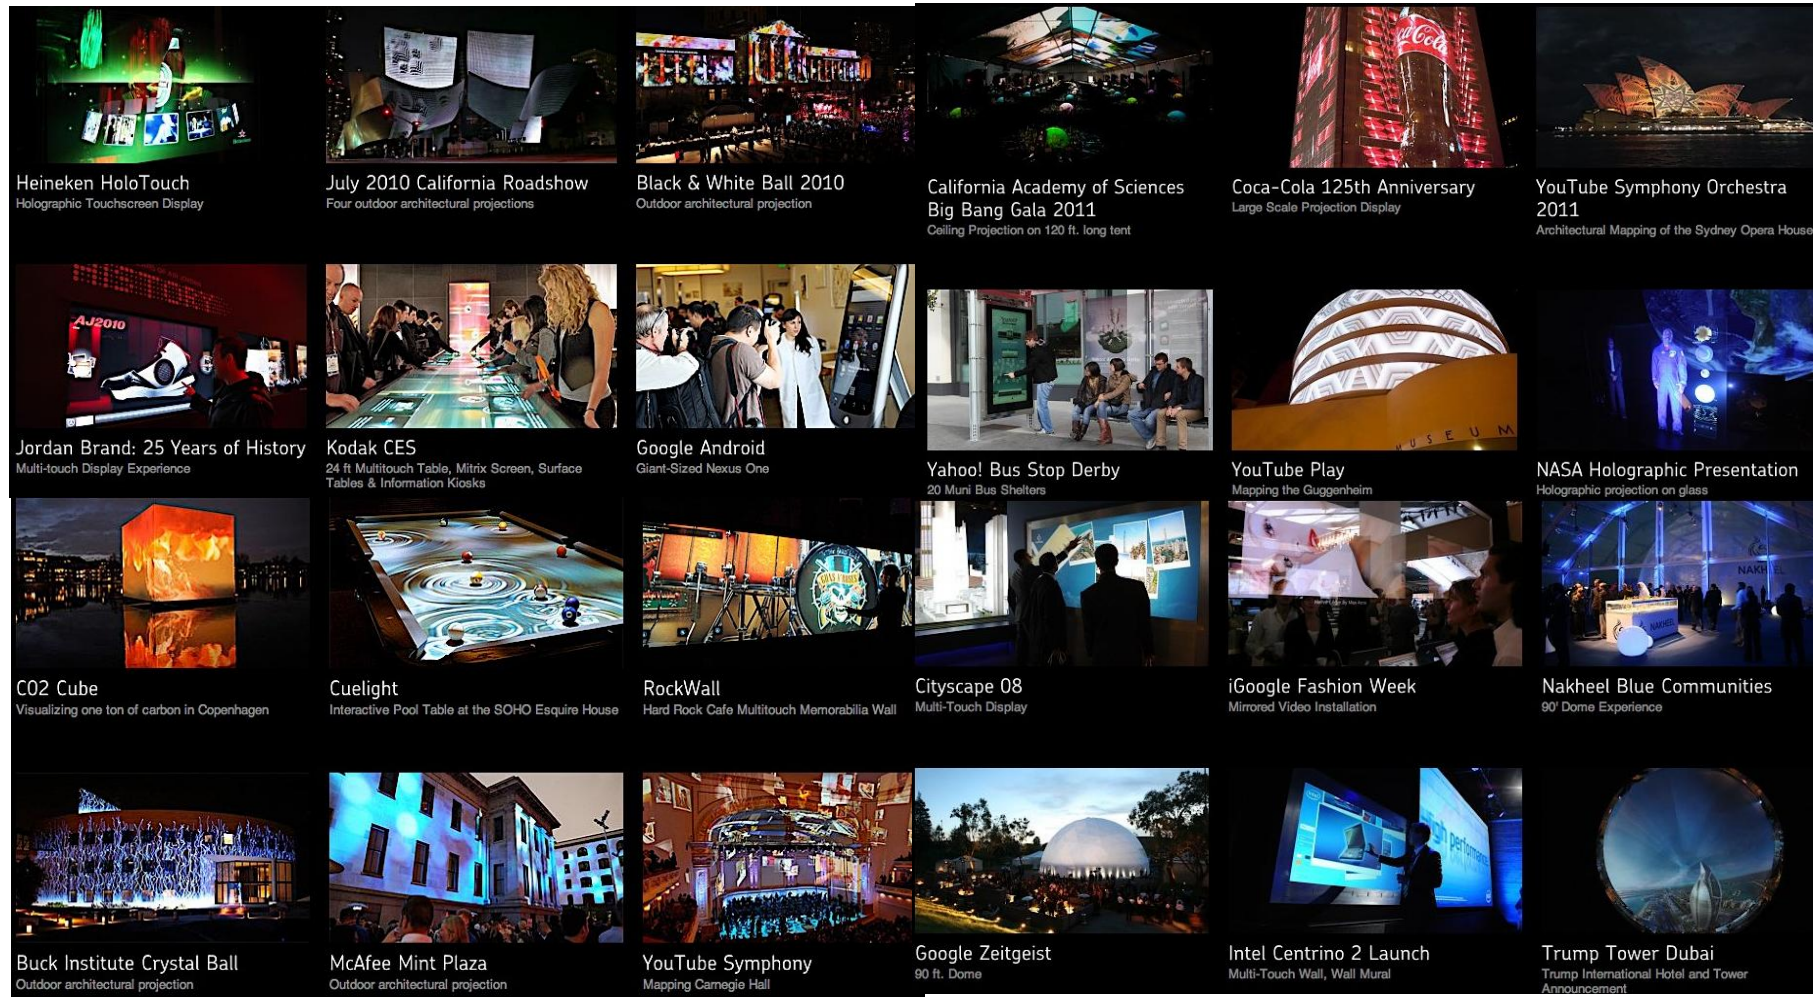 Coca-Cola
Heineken HoloTouch
Holographic Touchscreen Display
July 2010 California Roadshow
Four outdoor architectural projections
Black & White Ball 2010
Outdoor architectural projection
California Academy of Sciences
Big Bang Gala 2011
Ceiling Projection on 120 ft. long tent
Coca-Cola 125th Anniversary
Large Scale Projection Display
YouTube Symphony Orchestra
2011
Architectural Mapping of the Sydney Opera House
AJ2010
MUSEUM
Jordan Brand: 25 Years of History
Multi-touch Display Experience
Kodak CES
24 ft Multitouch Table, Mitrix Screen, Surface
Tables & Information Kiosks
Google Android
Giant-Sized Nexus One
Yahoo! Bus Stop Derby
20 Muni Bus Shelters
YouTube Play
Mapping the Guggenheim
NASA Holographic Presentation
Holographic projection on glass
NAKHEEL
NAKHEEL
CO2 Cube
Visualizing one ton of carbon in Copenhagen
Cuelight
Interactive Pool Table at the SOHO Esquire House
RockWall
Hard Rock Cafe Multitouch Memorabilia Wall
Cityscape 08
Multi-Touch Display
iGoogle Fashion Week
Mirrored Video Installation
Nakheel Blue Communities
90' Dome Experience
High performance
Buck Institute Crystal Ball
Outdoor architectural projection
McAfee Mint Plaza
Outdoor architectural projection
YouTube Symphony
Mapping Carnegie Hall
Google Zeitgeist
90 ft. Dome
Intel Centrino 2 Launch
Multi-Touch Wall, Wall Mural
Trump Tower Dubai
Trump International Hotel and Tower
Announcement